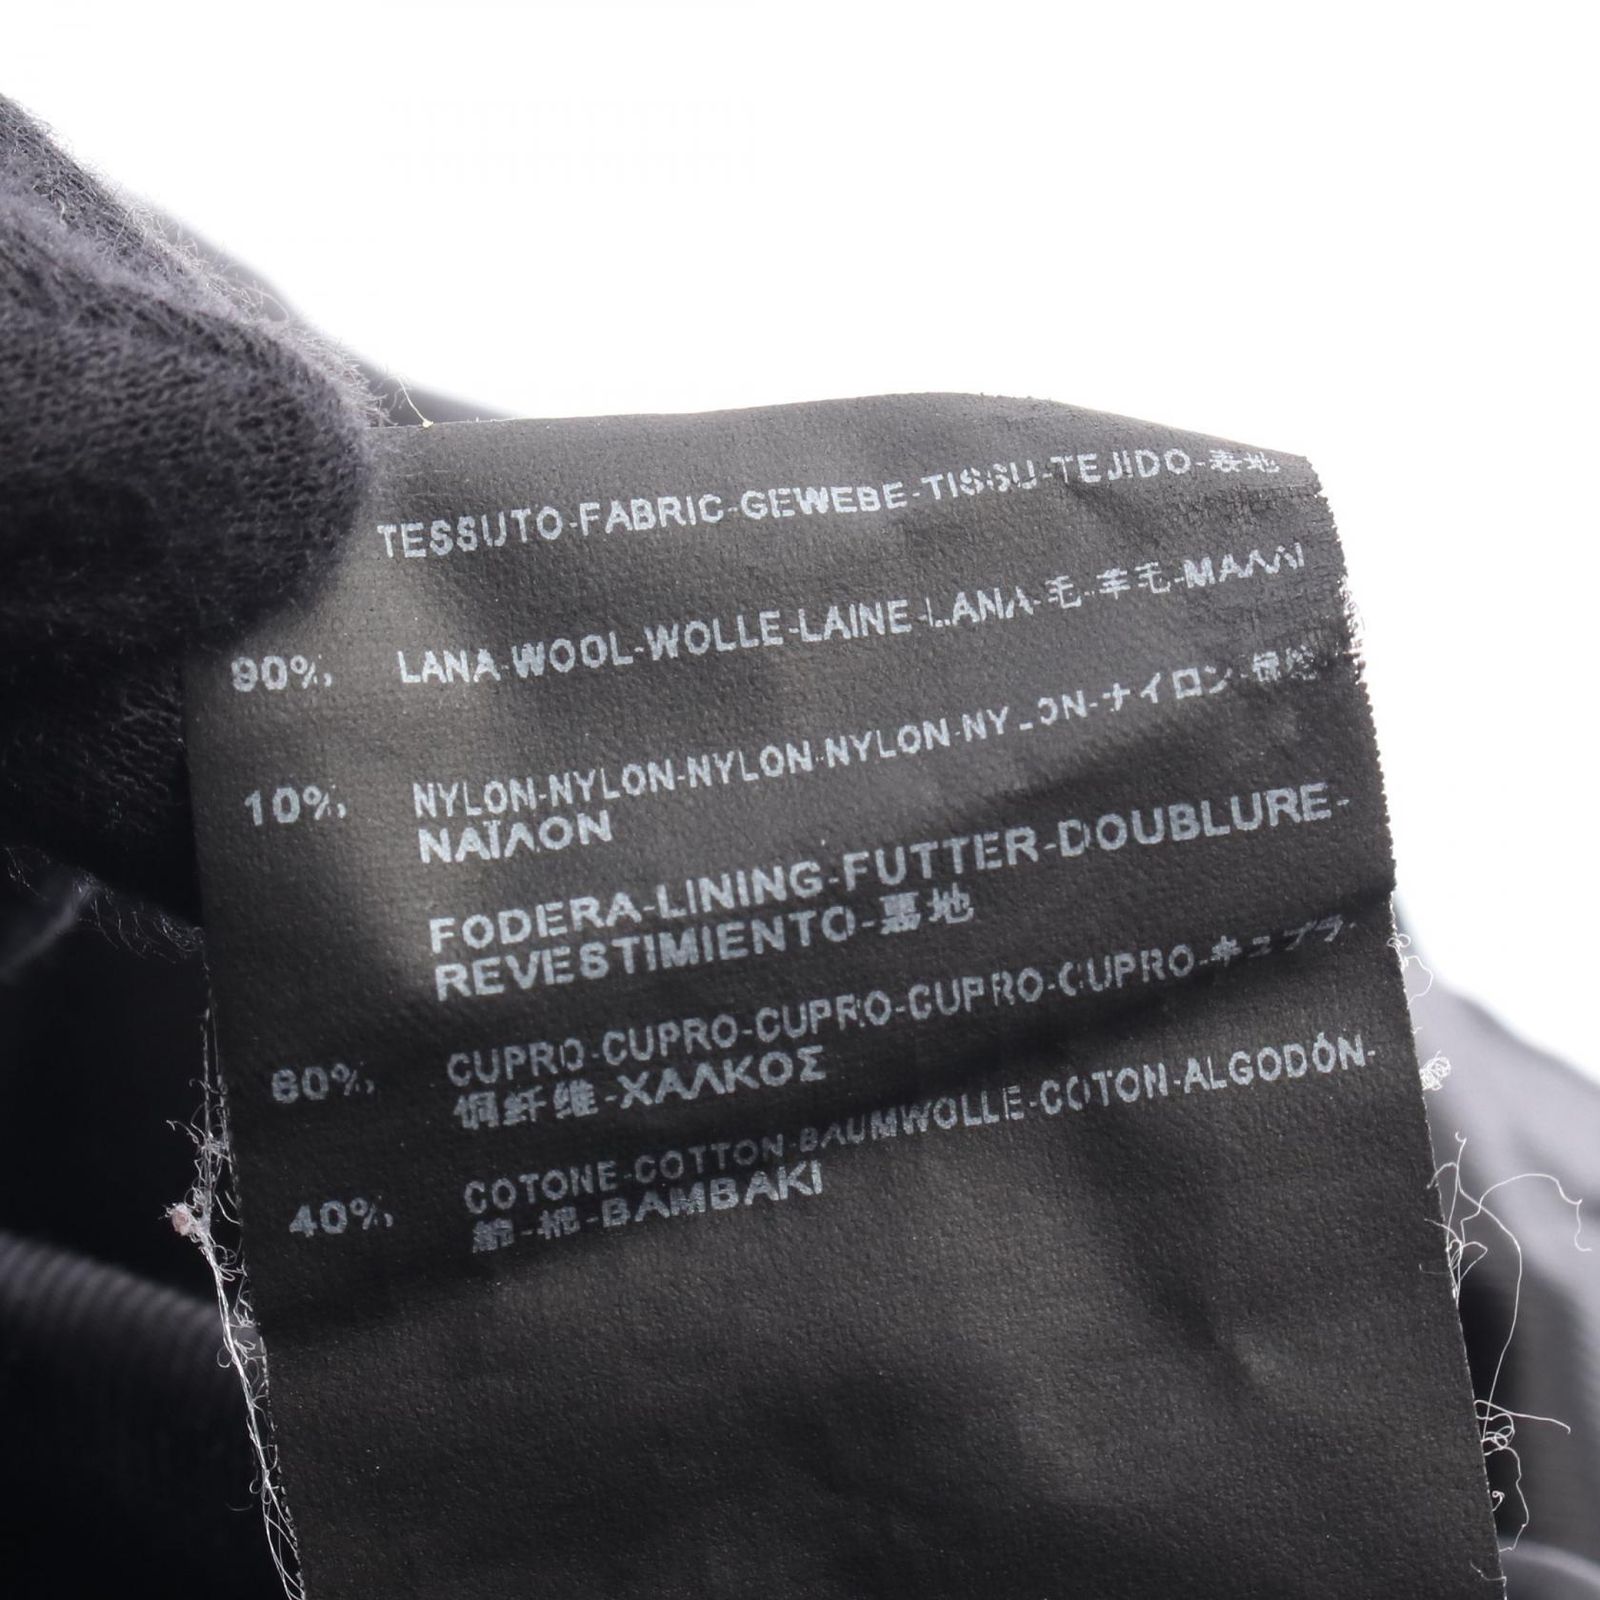 TESSUTO-FABRIC-GEWEBE-TISSU-TEJIDO-表地
90%, LANA-WOOL-WOLLE-LAINE-LANA-毛-羊毛-ΜΑΛΛΙ
10%, NYLON-NYLON-NYLON-NYLON-NYLON-ナイロン-锦纶
ΝΑΪΛΟΝ
FODERA-LINING-FUTTER-DOUBLURE-
REVESTIMIENTO-裏地
60%, CUPRO-CUPRO-CUPRO-CUPRO-CUPRO-キュプラ-
铜纤维-ΧΑΛΚΟΣ
40%, COTONE-COTTON-BAUMWOLLE-COTON-ALGODÓN-
綿-棉-BAMBAKI